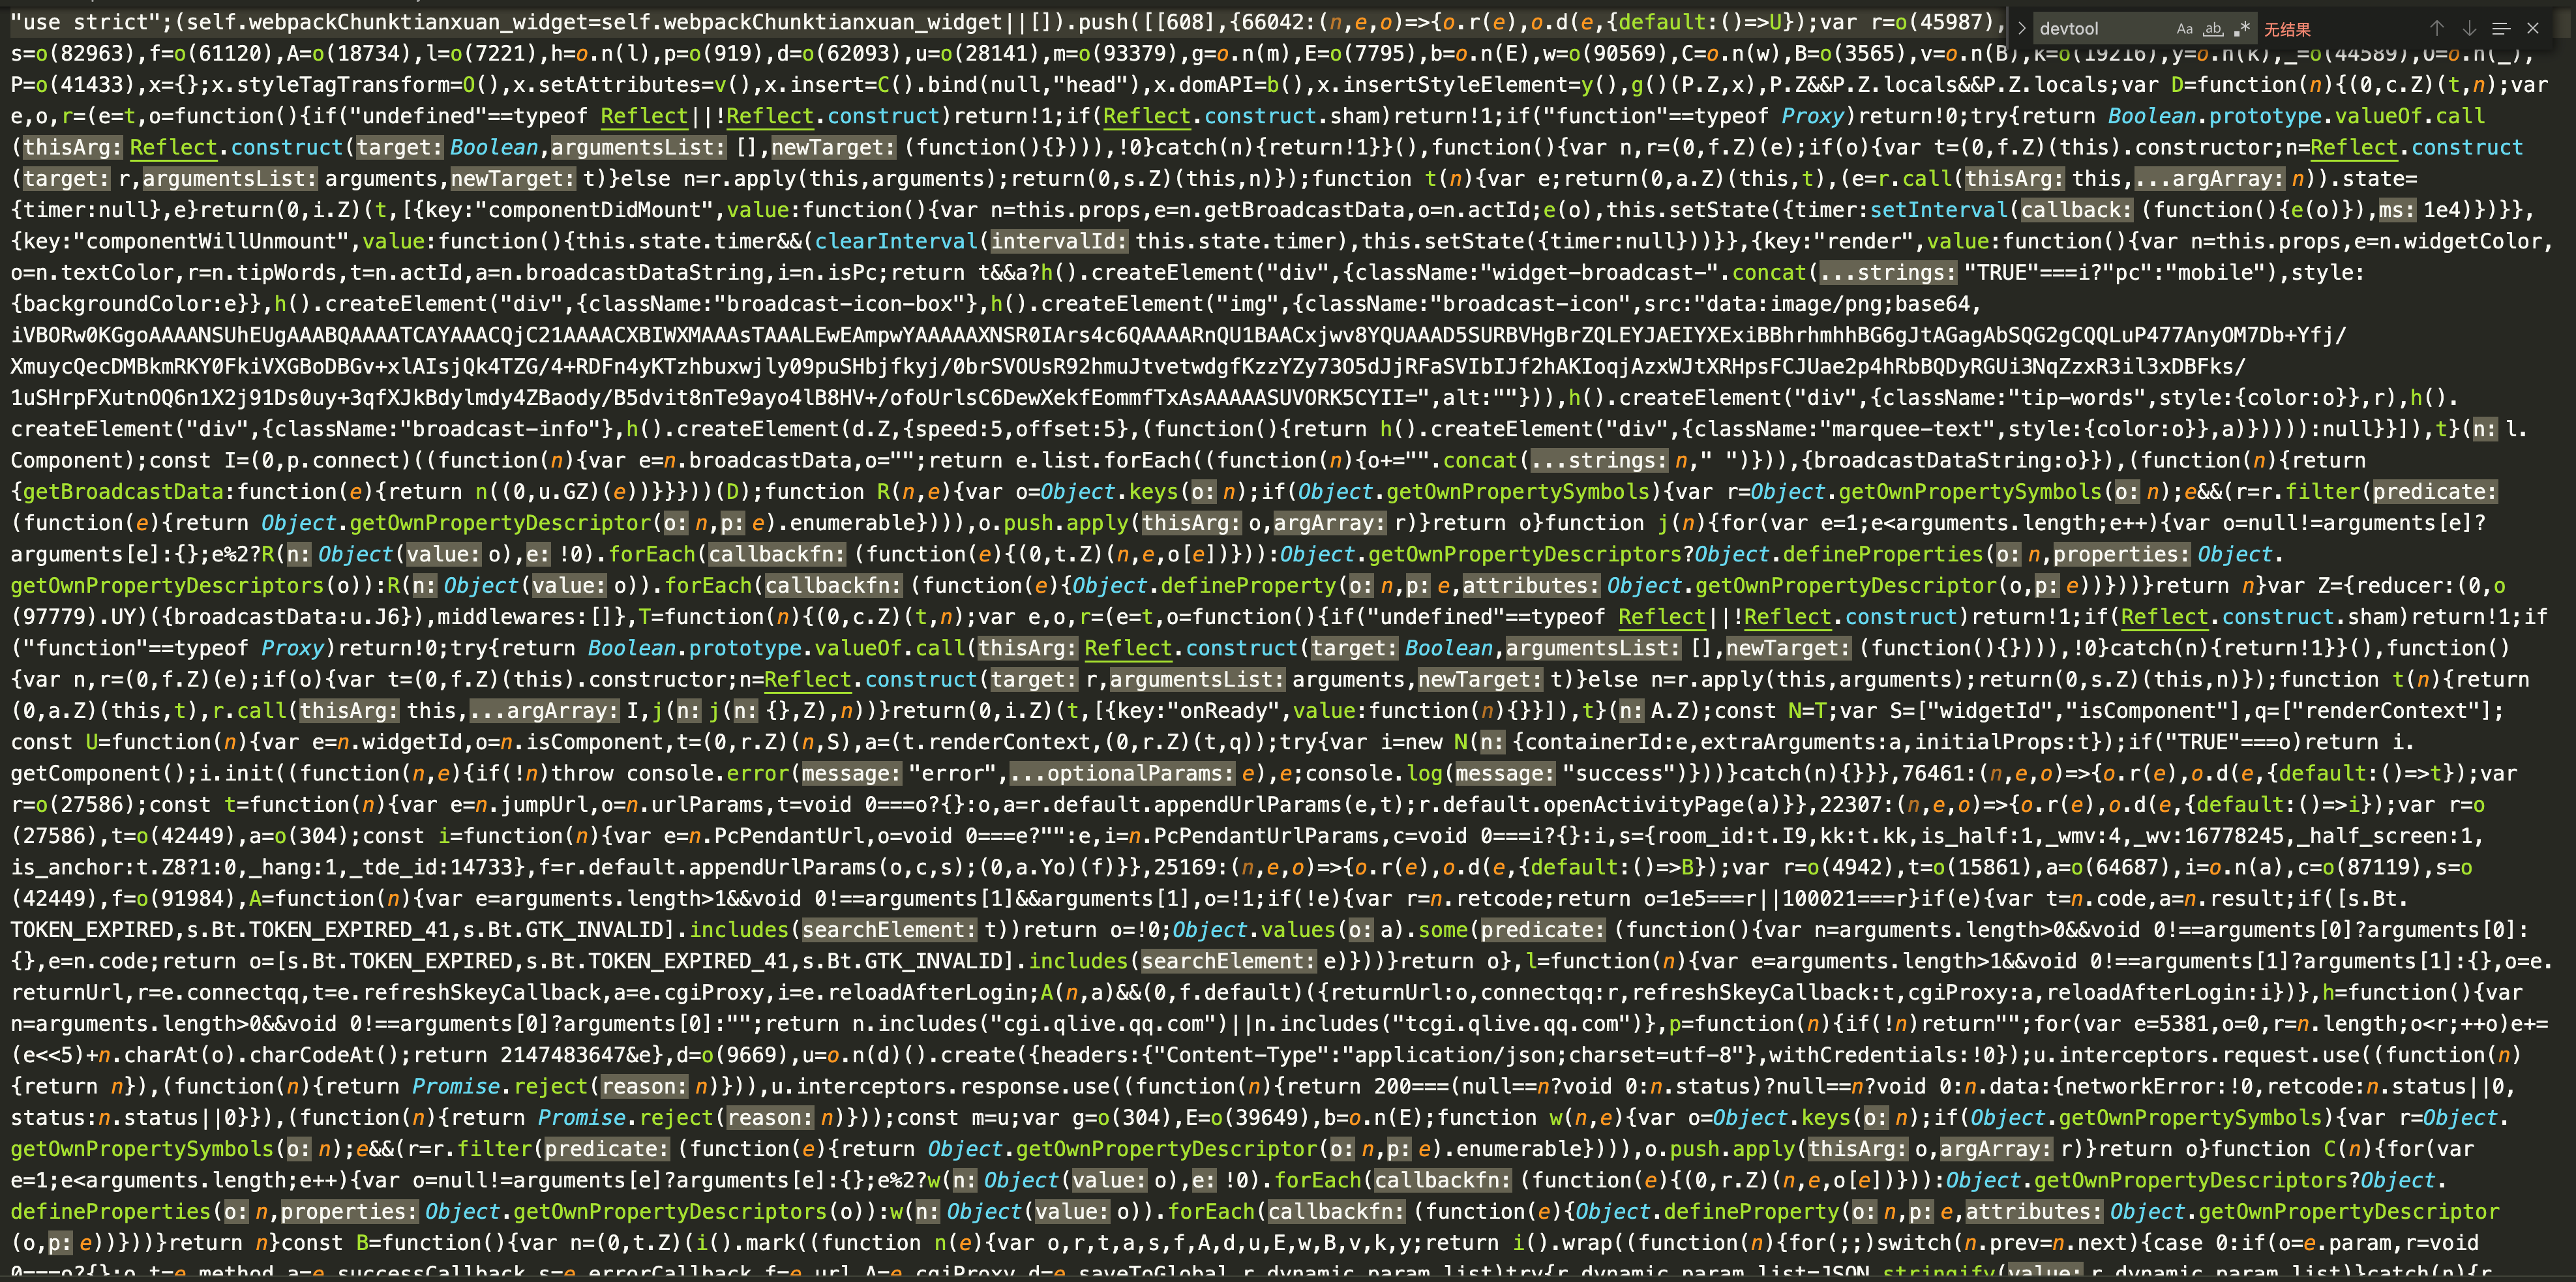 "use strict";(self.webpackChunktianxuan_widget=self.webpackChunktianxuan_widget||[]).push([[608],{66042:(n,e,o)=>{o.r(e),o.d(e,{default:()=>U});var r=o(45987),
devtool
无结果
s=o(82963),f=o(61120),A=o(18734),l=o(7221),h=o.n(l),p=o(919),d=o(62093),u=o(28141),m=o(93379),g=o.n(m),E=o(7795),b=o.n(E),w=o(90569),C=o.n(w),B=o(3565),v=o.n(B),k=o(19216),y=o.n(k),_=o(44589),O=o.n(_),
P=o(41433),x={};x.styleTagTransform=O(),x.setAttributes=v(),x.insert=C().bind(null,"head"),x.domAPI=b(),x.insertStyleElement=y(),g()(P.Z,x),P.Z&&P.Z.locals&&P.Z.locals;var D=function(n){(0,c.Z)(t,n);var
e,o,r=(e=t,o=function(){if("undefined"==typeof Reflect||!Reflect.construct)return!1;if(Reflect.construct.sham)return!1;if("function"==typeof Proxy)return!0;try{return Boolean.prototype.valueOf.call
(thisArg: Reflect.construct(target: Boolean,argumentsList: [],newTarget: (function(){}))),!0}catch(n){return!1}}(),function(){var n,r=(0,f.Z)(e);if(o){var t=(0,f.Z)(this).constructor;n=Reflect.construct
(target: r,argumentsList: arguments,newTarget: t)}else n=r.apply(this,arguments);return(0,s.Z)(this,n)});function t(n){var e;return(0,a.Z)(this,t),(e=r.call(thisArg: this,...argArray: n)).state=
{timer:null},e}return(0,i.Z)(t,[{key:"componentDidMount",value:function(){var n=this.props,e=n.getBroadcastData,o=n.actId;e(o),this.setState({timer:setInterval(callback: (function(){e(o)}),ms: 1e4)})}},
{key:"componentWillUnmount",value:function(){this.state.timer&&(clearInterval(intervalId: this.state.timer),this.setState({timer:null}))}},{key:"render",value:function(){var n=this.props,e=n.widgetColor,
o=n.textColor,r=n.tipWords,t=n.actId,a=n.broadcastDataString,i=n.isPc;return t&&a?h().createElement("div",{className:"widget-broadcast-".concat(...strings: "TRUE"===i?"pc":"mobile"),style:
{backgroundColor:e}},h().createElement("div",{className:"broadcast-icon-box"},h().createElement("img",{className:"broadcast-icon",src:"data:image/png;base64,
iVBORw0KGgoAAAANSUhEUgAAABQAAAATCAYAAACQjC21AAAACXBIWXMAAAsTAAALEwEAmpwYAAAAAXNSR0IArs4c6QAAAARnQU1BAACxjwv8YQUAAAD5SURBVHgBrZQLEYJAEIYXExiBBhrhmhhBG6gJtAGagAbSQG2gCQQLuP477AnyOM7Db+Yfj/
XmuycQecDMBkmRKY0FkiVXGBoDBGv+xlAIsjQk4TZG/4+RDFn4yKTzhbuxwjly09puSHbjfkyj/0brSVOUsR92hmuJtvetwdgfKzzYZy73O5dJjRFaSVIbIJf2hAKIoqjAzxWJtXRHpsFCJUae2p4hRbBQDyRGUi3NqZzxR3il3xDBFks/
1uSHrpFXutnOQ6n1X2j91Ds0uy+3qfXJkBdylmdy4ZBaody/B5dvit8nTe9ayo4lB8HV+/ofoUrlsC6DewXekfEommfTxAsAAAAASUVORK5CYII=",alt:""})),h().createElement("div",{className:"tip-words",style:{color:o}},r),h().
createElement("div",{className:"broadcast-info"},h().createElement(d.Z,{speed:5,offset:5},(function(){return h().createElement("div",{className:"marquee-text",style:{color:o}},a)})))):null}}]),t}(n: l.
Component);const I=(0,p.connect)((function(n){var e=n.broadcastData,o="";return e.list.forEach((function(n){o+="".concat(...strings: n," ")})),{broadcastDataString:o}}),(function(n){return
{getBroadcastData:function(e){return n((0,u.GZ)(e))}}}))(D);function R(n,e){var o=Object.keys(o: n);if(Object.getOwnPropertySymbols){var r=Object.getOwnPropertySymbols(o: n);e&&(r=r.filter(predicate:
(function(e){return Object.getOwnPropertyDescriptor(o: n,p: e).enumerable}))),o.push.apply(thisArg: o,argArray: r)}return o}function j(n){for(var e=1;e<arguments.length;e++){var o=null!=arguments[e]?
arguments[e]:{};e%2?R(n: Object(value: o),e: !0).forEach(callbackfn: (function(e){(0,t.Z)(n,e,o[e])})):Object.getOwnPropertyDescriptors?Object.defineProperties(o: n,properties: Object.
getOwnPropertyDescriptors(o)):R(n: Object(value: o)).forEach(callbackfn: (function(e){Object.defineProperty(o: n,p: e,attributes: Object.getOwnPropertyDescriptor(o,p: e))}))}return n}var Z={reducer:(0,o
(97779).UY)({broadcastData:u.J6}),middlewares:[]},T=function(n){(0,c.Z)(t,n);var e,o,r=(e=t,o=function(){if("undefined"==typeof Reflect||!Reflect.construct)return!1;if(Reflect.construct.sham)return!1;if
("function"==typeof Proxy)return!0;try{return Boolean.prototype.valueOf.call(thisArg: Reflect.construct(target: Boolean,argumentsList: [],newTarget: (function(){}))),!0}catch(n){return!1}}(),function()
{var n,r=(0,f.Z)(e);if(o){var t=(0,f.Z)(this).constructor;n=Reflect.construct(target: r,argumentsList: arguments,newTarget: t)}else n=r.apply(this,arguments);return(0,s.Z)(this,n)});function t(n){return
(0,a.Z)(this,t),r.call(thisArg: this,...argArray: I,j(n: j(n: {},Z),n))}return(0,i.Z)(t,[{key:"onReady",value:function(n){}}]),t}(n: A.Z);const N=T;var S=["widgetId","isComponent"],q=["renderContext"];
const U=function(n){var e=n.widgetId,o=n.isComponent,t=(0,r.Z)(n,S),a=(t.renderContext,(0,r.Z)(t,q));try{var i=new N(n: {containerId:e,extraArguments:a,initialProps:t});if("TRUE"===o)return i.
getComponent();i.init((function(n,e){if(!n)throw console.error(message: "error",...optionalParams: e),e;console.log(message: "success")}))}catch(n){}}},76461:(n,e,o)=>{o.r(e),o.d(e,{default:()=>t});var
r=o(27586);const t=function(n){var e=n.jumpUrl,o=n.urlParams,t=void 0===o?{}:o,a=r.default.appendUrlParams(e,t);r.default.openActivityPage(a)}},22307:(n,e,o)=>{o.r(e),o.d(e,{default:()=>i});var r=o
(27586),t=o(42449),a=o(304);const i=function(n){var e=n.PcPendantUrl,o=void 0===e?"":e,i=n.PcPendantUrlParams,c=void 0===i?{}:i,s={room_id:t.I9,kk:t.kk,is_half:1,_wmv:4,_wv:16778245,_half_screen:1,
is_anchor:t.Z8?1:0,_hang:1,_tde_id:14733},f=r.default.appendUrlParams(o,c,s);(0,a.Yo)(f)}},25169:(n,e,o)=>{o.r(e),o.d(e,{default:()=>B});var r=o(4942),t=o(15861),a=o(64687),i=o.n(a),c=o(87119),s=o
(42449),f=o(91984),A=function(n){var e=arguments.length>1&&void 0!==arguments[1]&&arguments[1],o=!1;if(!e){var r=n.retcode;return o=1e5===r||100021===r}if(e){var t=n.code,a=n.result;if([s.Bt.
TOKEN_EXPIRED,s.Bt.TOKEN_EXPIRED_41,s.Bt.GTK_INVALID].includes(searchElement: t))return o=!0;Object.values(o: a).some(predicate: (function(){var n=arguments.length>0&&void 0!==arguments[0]?arguments[0]:
{},e=n.code;return o=[s.Bt.TOKEN_EXPIRED,s.Bt.TOKEN_EXPIRED_41,s.Bt.GTK_INVALID].includes(searchElement: e)}))}return o},l=function(n){var e=arguments.length>1&&void 0!==arguments[1]?arguments[1]:{},o=e.
returnUrl,r=e.connectqq,t=e.refreshSkeyCallback,a=e.cgiProxy,i=e.reloadAfterLogin;A(n,a)&&(0,f.default)({returnUrl:o,connectqq:r,refreshSkeyCallback:t,cgiProxy:a,reloadAfterLogin:i})},h=function(){var
n=arguments.length>0&&void 0!==arguments[0]?arguments[0]:"";return n.includes("cgi.qlive.qq.com")||n.includes("tcgi.qlive.qq.com")},p=function(n){if(!n)return"";for(var e=5381,o=0,r=n.length;o<r;++o)e+=
(e<<5)+n.charAt(o).charCodeAt();return 2147483647&e},d=o(9669),u=o.n(d)().create({headers:{"Content-Type":"application/json;charset=utf-8"},withCredentials:!0});u.interceptors.request.use((function(n)
{return n}),(function(n){return Promise.reject(reason: n)})),u.interceptors.response.use((function(n){return 200===(null==n?void 0:n.status)?null==n?void 0:n.data:{networkError:!0,retcode:n.status||0,
status:n.status||0}}),(function(n){return Promise.reject(reason: n)}));const m=u;var g=o(304),E=o(39649),b=o.n(E);function w(n,e){var o=Object.keys(o: n);if(Object.getOwnPropertySymbols){var r=Object.
getOwnPropertySymbols(o: n);e&&(r=r.filter(predicate: (function(e){return Object.getOwnPropertyDescriptor(o: n,p: e).enumerable}))),o.push.apply(thisArg: o,argArray: r)}return o}function C(n){for(var
e=1;e<arguments.length;e++){var o=null!=arguments[e]?arguments[e]:{};e%2?w(n: Object(value: o),e: !0).forEach(callbackfn: (function(e){(0,r.Z)(n,e,o[e])})):Object.getOwnPropertyDescriptors?Object.
defineProperties(o: n,properties: Object.getOwnPropertyDescriptors(o)):w(n: Object(value: o)).forEach(callbackfn: (function(e){Object.defineProperty(o: n,p: e,attributes: Object.getOwnPropertyDescriptor
(o,p: e))}))}return n}const B=function(){var n=(0,t.Z)(i().mark((function n(e){var o,r,t,a,s,f,A,d,u,E,w,B,v,k,y;return i().wrap((function(n){for(;;)switch(n.prev=n.next){case 0:if(o=e.param,r=void
0===o?{}:o,t=e.method,a=e.successCallback,s=e.errorCallback,f=e.url,A=e.cgiProxy,d=e.saveToGlobal,r.dynamic_param_list)try{r.dynamic_param_list=JSON.stringify(value: r.dynamic_param_list)}catch(n){r.